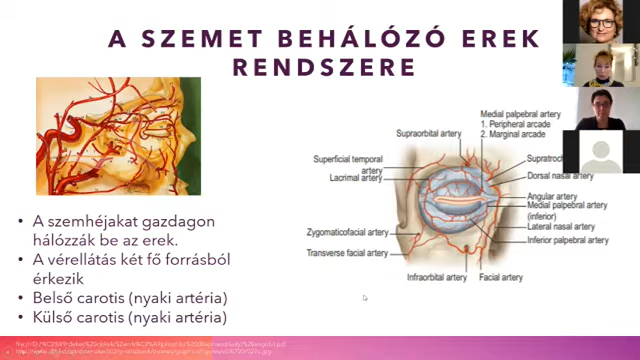 A SZEMET BEHÁLÓZÓ EREK
RENDSZERE
• A szemhéjakat gazdagon
hálózzák be az erek.
• A vérellátás két fő forrásból
érkezik
• Belső carotis (nyaki artéria)
• Külső carotis (nyaki artéria)
Medial palpebral artery
1. Peripheral arcade
2. Marginal arcade
Supraorbital artery
Superficial temporal
artery
Lacrimal artery
Zygomaticofacial artery
Transverse facial artery
Infraorbital artery
Facial artery
Dorsal nasal artery
Angular artery
Medial palpebral artery
(inferior)
Lateral nasal artery
Inferior palpebral artery